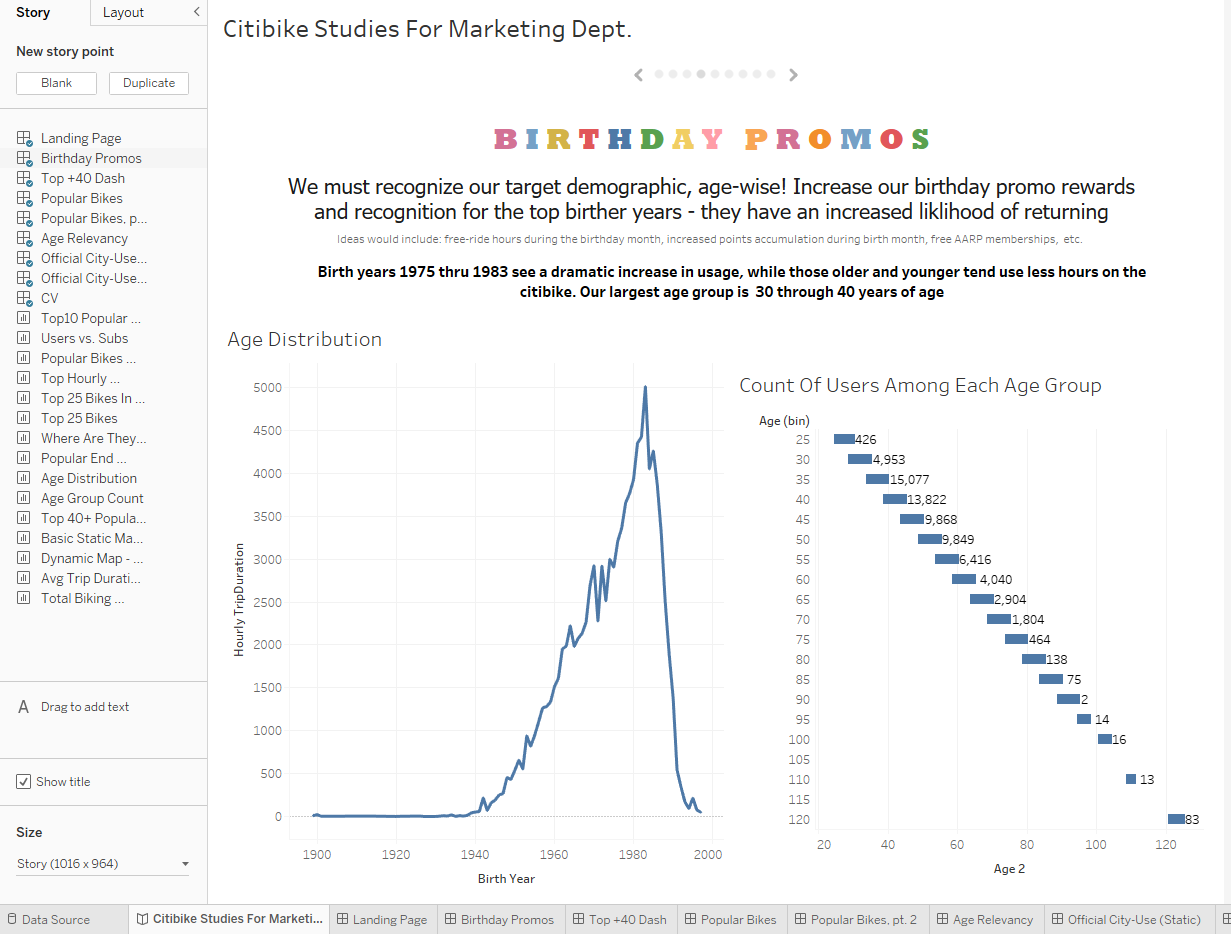 Story
Layout
New story point
Blank
Duplicate
Landing Page
Birthday Promos
Top +40 Dash
Popular Bikes
Popular Bikes, p...
Age Relevancy
Official City-Use...
Official City-Use...
CV
Top10 Popular ...
Users vs. Subs
Popular Bikes ...
Top Hourly ...
Top 25 Bikes In ...
Top 25 Bikes
Where Are They...
Popular End ...
Age Distribution
Age Group Count
Top 40+ Popula...
Basic Static Ma...
Dynamic Map - ...
Avg Trip Durati...
Total Biking ...
A Drag to add text
Show title
Size
Story (1016 x 964)
Citibike Studies For Marketing Dept.
BIRTHDAY PROMOS
We must recognize our target demographic, age-wise! Increase our birthday promo rewards
and recognition for the top birther years - they have an increased liklihood of returning
Ideas would include: free-ride hours during the birthday month, increased points accumulation during birth month, free AARP memberships, etc.
Birth years 1975 thru 1983 see a dramatic increase in usage, while those older and younger tend use less hours on the
citibike. Our largest age group is 30 through 40 years of age
Age Distribution
Hourly TripDuration
5000
4500
4000
3500
3000
2500
2000
1500
1000
500
0
1900 1920 1940 1960 1980 2000
Birth Year
Count Of Users Among Each Age Group
Age (bin)
25 426
30 4,953
35 15,077
40 13,822
45 9,868
50 9,849
55 6,416
60 4,040
65 2,904
70 1,804
75 464
80 138
85 75
90 2
95 14
100 16
105
110 13
115
120 83
20 40 60 80 100 120
Age 2
Data Source
Citibike Studies For Marketi...
Landing Page
Birthday Promos
Top +40 Dash
Popular Bikes
Popular Bikes, pt. 2
Age Relevancy
Official City-Use (Static)